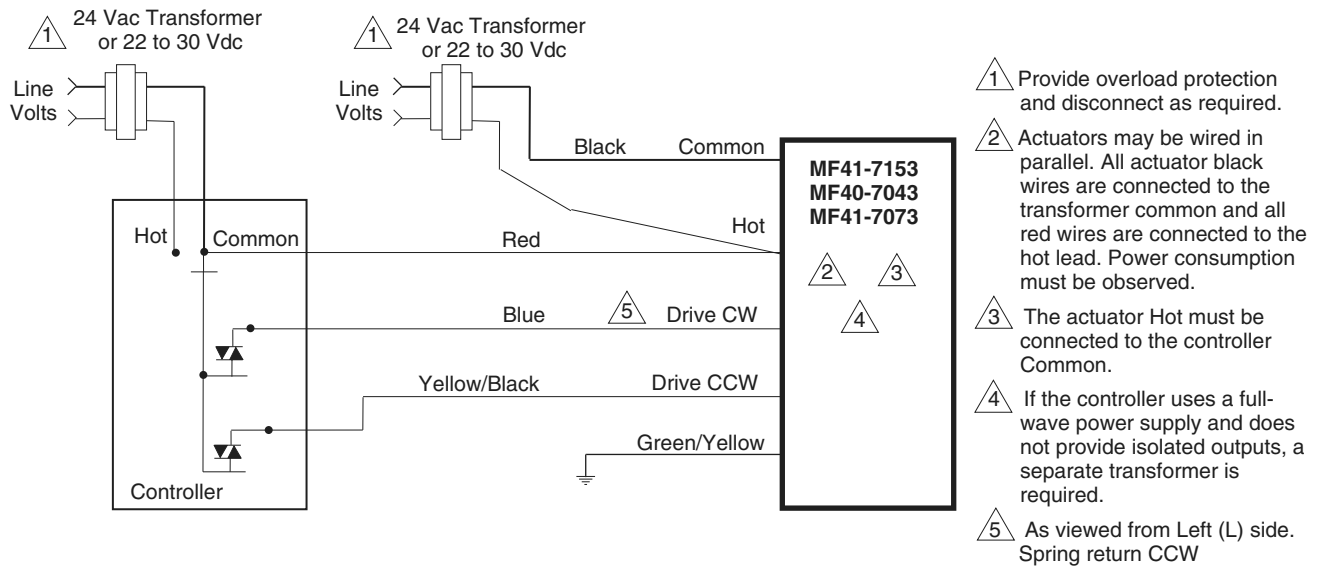 1
24 Vac Transformer
or 22 to 30 Vdc
Line
Volts
1
24 Vac Transformer
or 22 to 30 Vdc
Line
Volts
Black
Common
MF41-7153
MF40-7043
MF41-7073
Hot
Common
Red
Hot
2
3
4
Blue
5
Drive CW
Yellow/Black
Drive CCW
Green/Yellow
Controller
1
Provide overload protection
and disconnect as required.
2
Actuators may be wired in
parallel. All actuator black
wires are connected to the
transformer common and all
red wires are connected to the
hot lead. Power consumption
must be observed.
3
The actuator Hot must be
connected to the controller
Common.
4
If the controller uses a full-
wave power supply and does
not provide isolated outputs, a
separate transformer is
required.
5
As viewed from Left (L) side.
Spring return CCW